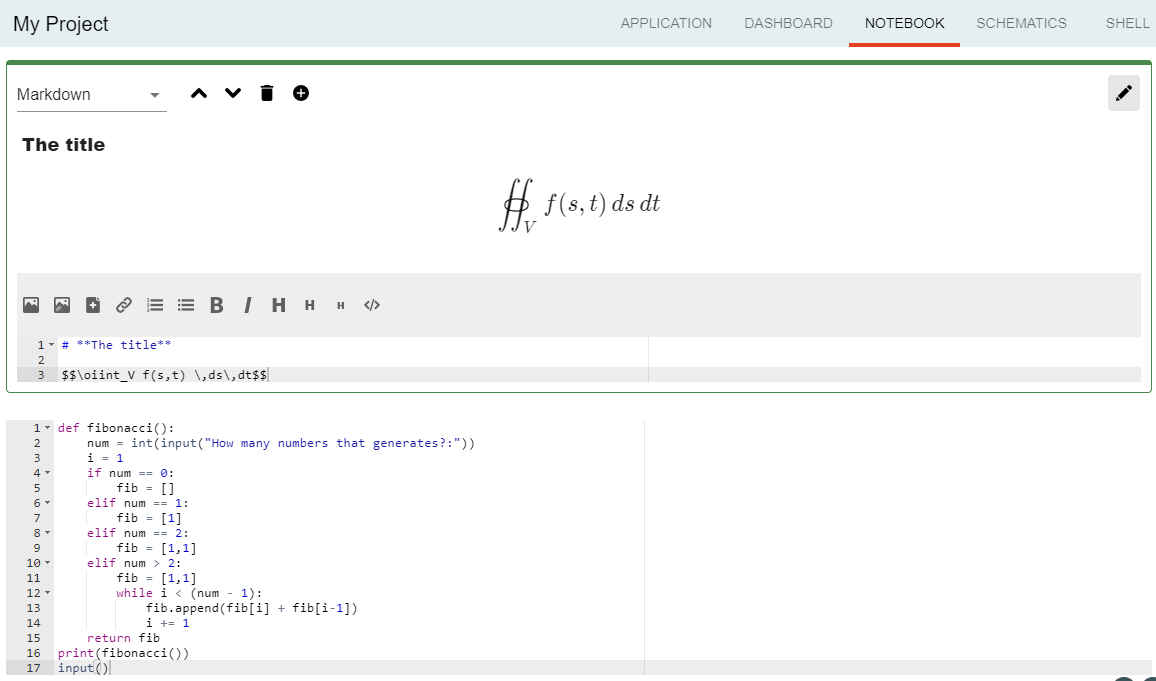 My Project APPLICATION DASHBOARD NOTEBOOK SCHEMATICS SHELL
Markdown
The title
∯_V f(s, t) ds dt
B I H H H </>
1 # **The title**
2
3 $$\oiint_V f(s,t) \,ds\,dt$$
1 def fibonacci():
2     num = int(input("How many numbers that generates?:"))
3     i = 1
4     if num == 0:
5         fib = []
6     elif num == 1:
7         fib = [1]
8     elif num == 2:
9         fib = [1,1]
10     elif num > 2:
11         fib = [1,1]
12         while i < (num - 1):
13             fib.append(fib[i] + fib[i-1])
14             i += 1
15     return fib
16 print(fibonacci())
17 input()